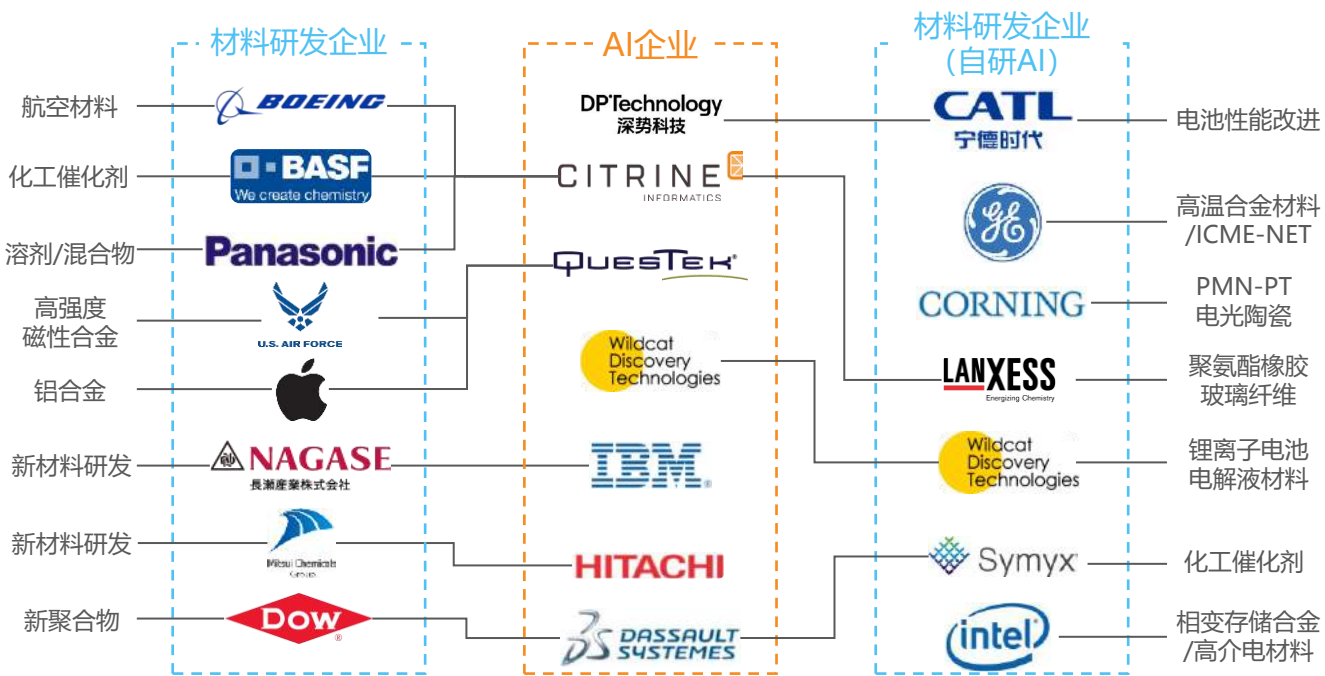 材料研发企业
航空材料
BOEING
化工催化剂
BASF
We create chemistry
溶剂/混合物
Panasonic
高强度
磁性合金
U.S. AIR FORCE
铝合金
新材料研发
NAGASE
長瀬産業株式会社
新材料研发
Mitsui Chemicals
Group
新聚合物
DOW
AI企业
DP Technology
深势科技
CITRINE
INFORMATICS
QUESTEK
Wildcat
Discovery
Technologies
IBM
HITACHI
DASSAULT
SYSTEMES
材料研发企业
（自研AI）
CATL
宁德时代
电池性能改进
GE
高温合金材料
/ICME-NET
CORNING
PMN-PT
电光陶瓷
LANXESS
Energizing Chemistry
聚氨酯橡胶
玻璃纤维
Wildcat
Discovery
Technologies
锂离子电池
电解液材料
Symyx
化工催化剂
intel
相变存储合金
/高介电材料